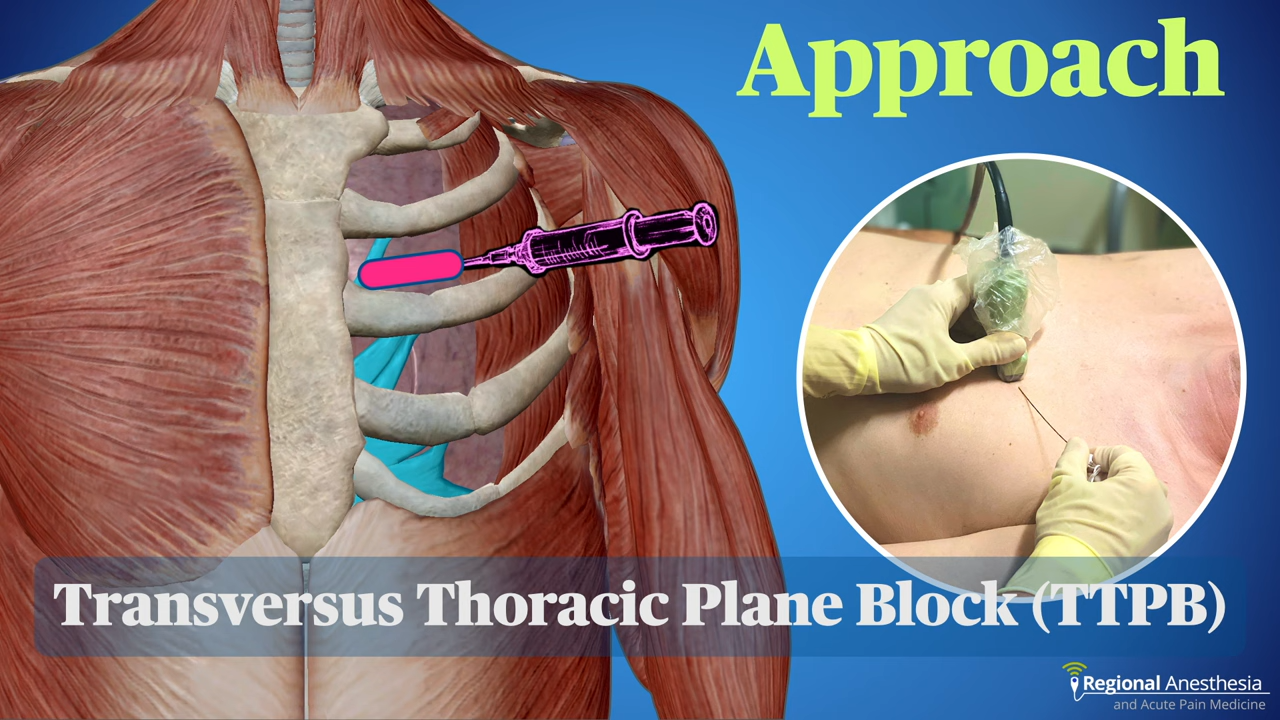 Approach
Transversus Thoracic Plane Block (TTPB)
Regional Anesthesia
and Acute Pain Medicine